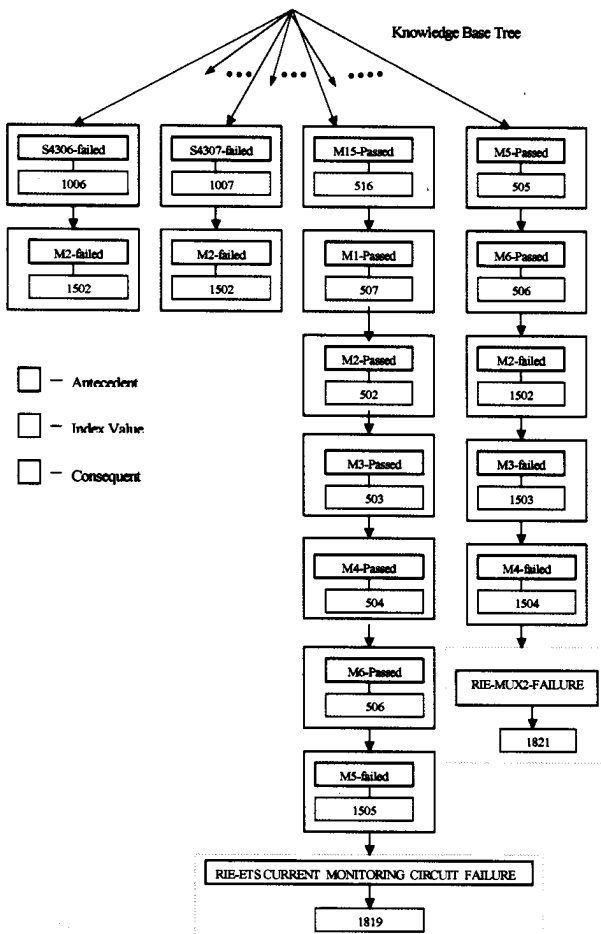 Knowledge Base Tree
S4306-failed
1006
M2-failed
1502
S4307-failed
1007
M2-failed
1502
M15-Passed
516
M1-Passed
507
M2-Passed
502
M3-Passed
503
M4-Passed
504
M6-Passed
506
M5-failed
1505
RIE-ETS CURRENT MONITORING CIRCUIT FAILURE
1819
M5-Passed
505
M6-Passed
506
M2-failed
1502
M3-failed
1503
M4-failed
1504
RIE-MUX2-FAILURE
1821
– Antecedent
– Index Value
– Consequent